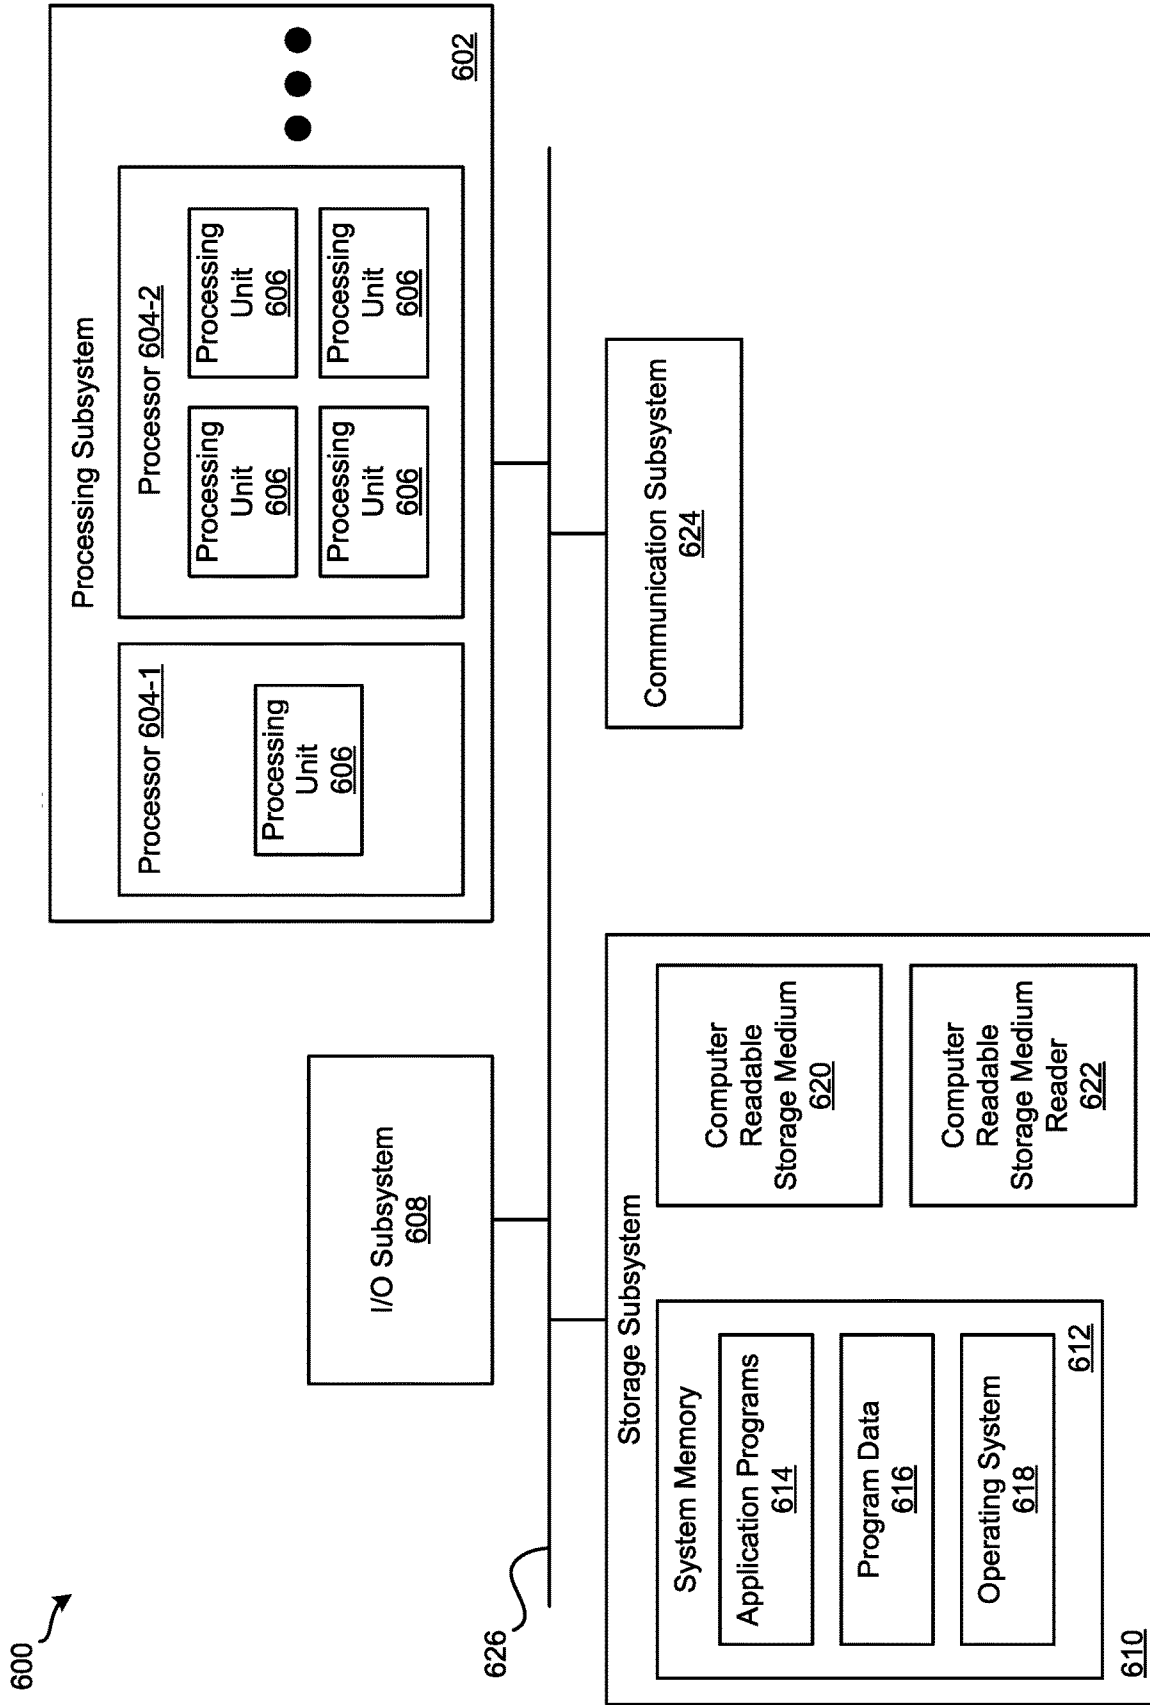 600
I/O Subsystem
608
Processing Subsystem
Processor 604-1
Processing
Unit
606
Processor 604-2
Processing
Unit
606
Processing
Unit
606
Processing
Unit
606
Processing
Unit
606
602
626
Storage Subsystem
System Memory
Application Programs
614
Program Data
616
Operating System
618
612
Computer
Readable
Storage Medium
620
Computer
Readable
Storage Medium
Reader
622
610
Communication Subsystem
624